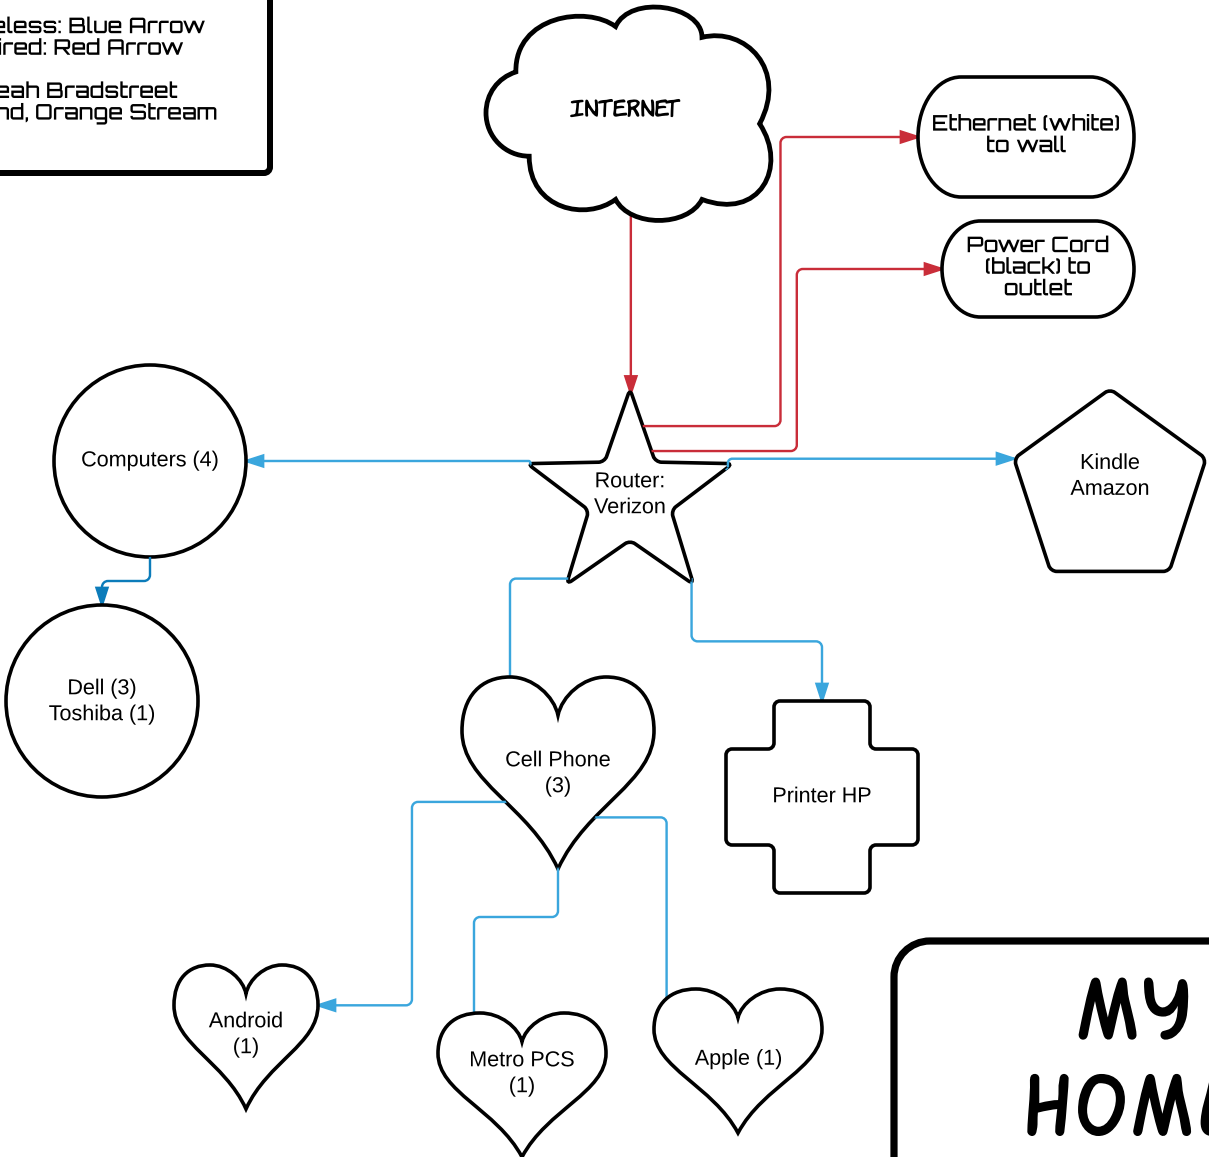 eless: Blue Arrow
ired: Red Arrow
eah Bradstreet
nd, Orange Stream
INTERNET
Ethernet (white)
to wall
Power Cord
(black) to
outlet
Computers (4)
Router:
Verizon
Kindle
Amazon
Dell (3)
Toshiba (1)
Cell Phone
(3)
Printer HP
Android
(1)
Metro PCS
(1)
Apple (1)
MY
HOM